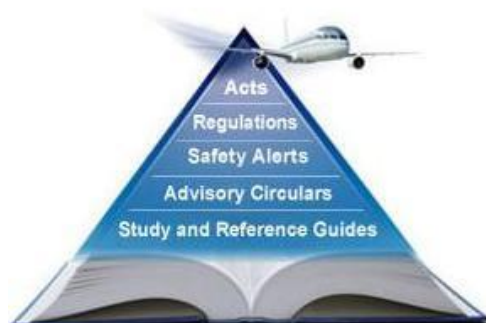 Acts
Regulations
Safety Alerts
Advisory Circulars
Study and Reference Guides